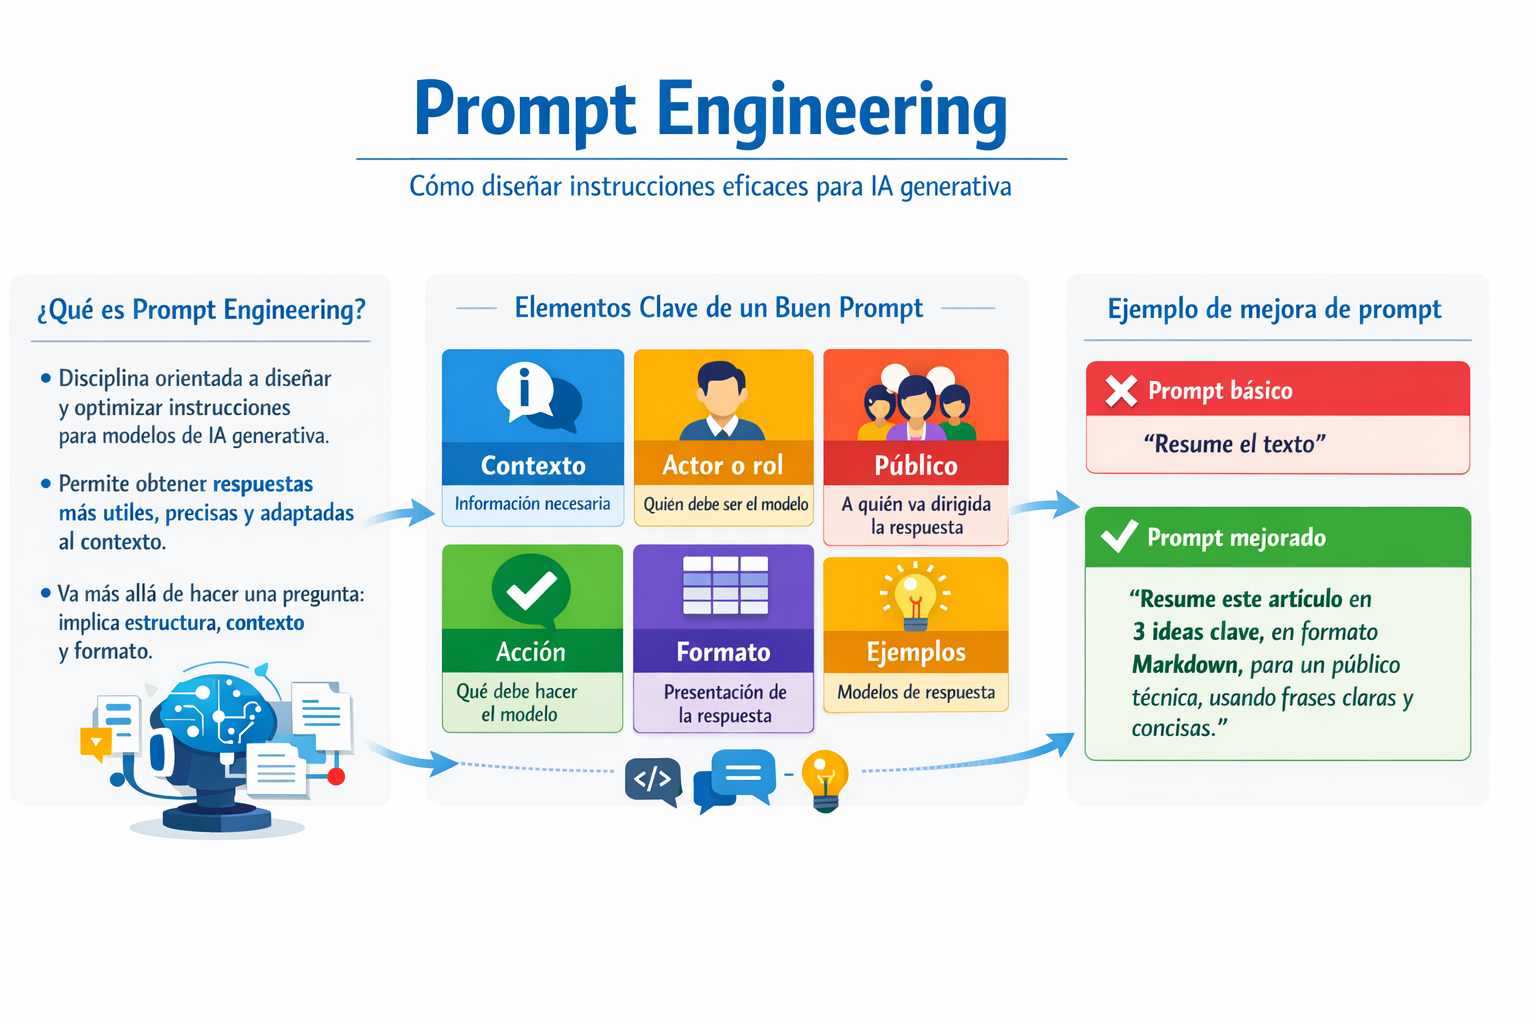 Prompt Engineering
Cómo diseñar instrucciones eficaces para IA generativa
¿Qué es Prompt Engineering?
• Disciplina orientada a diseñar
y optimizar instrucciones
para modelos de IA generativa.
• Permite obtener respuestas
más utiles, precisas y adaptadas
al contexto.
• Va más allá de hacer una pregunta:
implica estructura, contexto
y formato.
Elementos Clave de un Buen Prompt
i
Contexto
Información necesaria
Actor o rol
Quién debe ser el modelo
Público
A quién va dirigida
la respuesta
Acción
Qué debe hacer
el modelo
Formato
Presentación de
la respuesta
Ejemplos
Modelos de respuesta
</>
Ejemplo de mejora de prompt
Prompt básico
“Resume el texto”
Prompt mejorado
“Resume este artículo en
3 ideas clave, en formato
Markdown, para un público
técnica, usando frases claras y
concisas.”